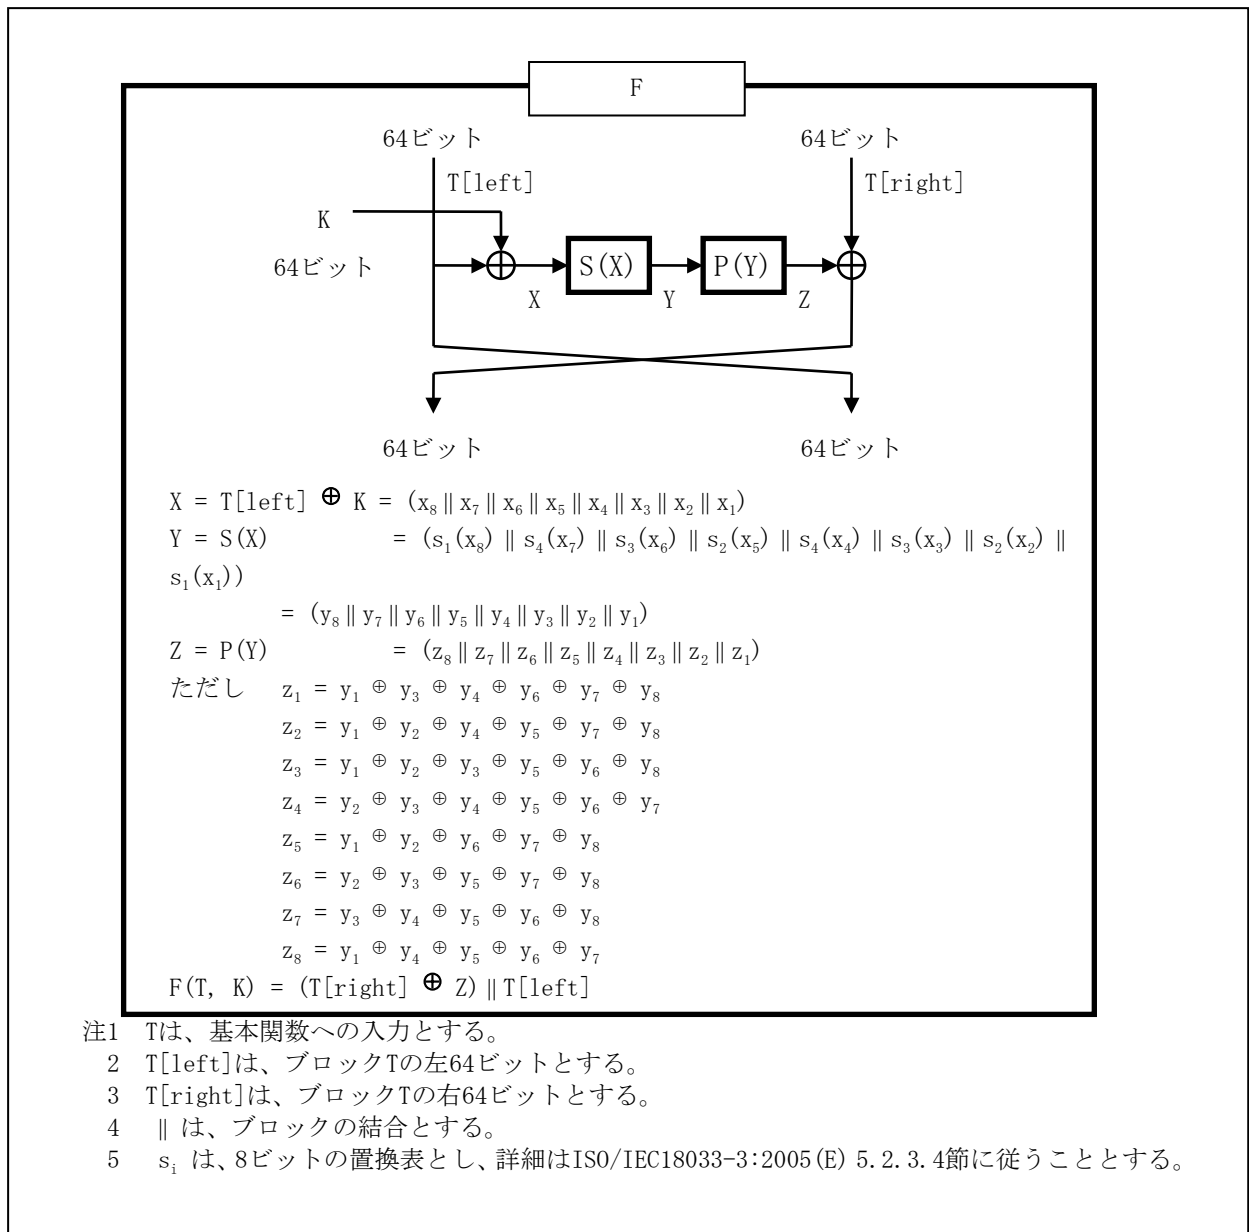 F
64ビット 64ビット
T[left] T[right]
K
64ビット
S(X) P(Y)
X Y Z
64ビット 64ビット
X = T[left] ⊕ K = (x₈‖x₇‖x₆‖x₅‖x₄‖x₃‖x₂‖x₁)
Y = S(X) = (s₁(x₈)‖s₄(x₇)‖s₃(x₆)‖s₂(x₅)‖s₄(x₄)‖s₃(x₃)‖s₂(x₂)‖
s₁(x₁))
= (y₈‖y₇‖y₆‖y₅‖y₄‖y₃‖y₂‖y₁)
Z = P(Y) = (z₈‖z₇‖z₆‖z₅‖z₄‖z₃‖z₂‖z₁)
ただし z₁ = y₁ ⊕ y₃ ⊕ y₄ ⊕ y₆ ⊕ y₇ ⊕ y₈
z₂ = y₁ ⊕ y₂ ⊕ y₄ ⊕ y₅ ⊕ y₇ ⊕ y₈
z₃ = y₁ ⊕ y₂ ⊕ y₃ ⊕ y₅ ⊕ y₆ ⊕ y₈
z₄ = y₂ ⊕ y₃ ⊕ y₄ ⊕ y₅ ⊕ y₆ ⊕ y₇
z₅ = y₁ ⊕ y₂ ⊕ y₆ ⊕ y₇ ⊕ y₈
z₆ = y₂ ⊕ y₃ ⊕ y₅ ⊕ y₇ ⊕ y₈
z₇ = y₃ ⊕ y₄ ⊕ y₅ ⊕ y₆ ⊕ y₈
z₈ = y₁ ⊕ y₄ ⊕ y₅ ⊕ y₆ ⊕ y₇
F(T, K) = (T[right] ⊕ Z)‖T[left]
注1 Tは、基本関数への入力とする。
2 T[left]は、ブロックTの左64ビットとする。
3 T[right]は、ブロックTの右64ビットとする。
4 ‖は、ブロックの結合とする。
5 sᵢ は、8ビットの置換表とし、詳細はISO/IEC18033-3:2005(E) 5.2.3.4節に従うこととする。